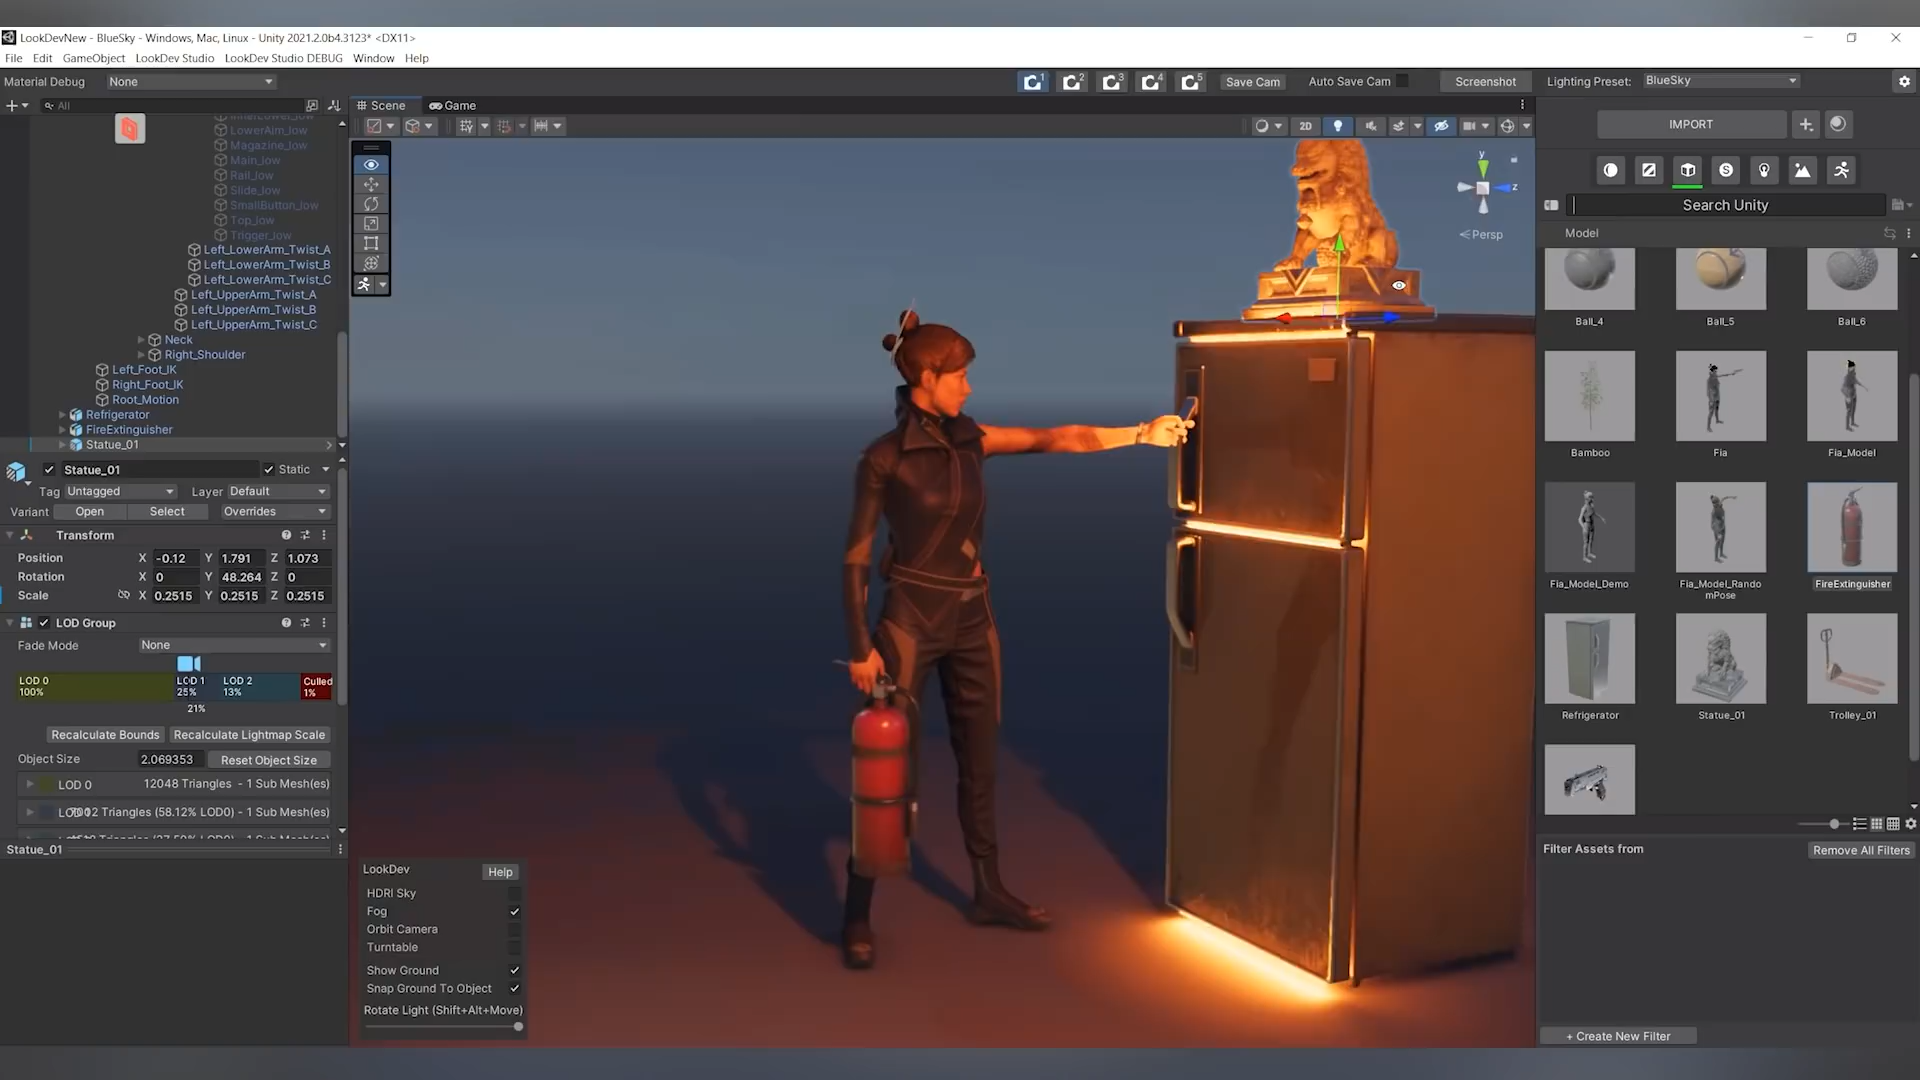 LookDevNew - BlueSky - Windows, Mac, Linux - Unity 2021.2.0b4.3123* <DX11>
File Edit GameObject LookDev Studio LookDev Studio DEBUG Window Help
Material Debug None
1 2 3 4 5 Save Cam Auto Save Cam Screenshot Lighting Preset: BlueSky
All
Scene Game
2D
IMPORT
LowerAim_low
Magazine_low
Main_low
Rail_low
Slide_low
SmallButton_low
Top_low
Trigger_low
Left_LowerArm_Twist_A
Left_LowerArm_Twist_B
Left_LowerArm_Twist_C
Left_UpperArm_Twist_A
Left_UpperArm_Twist_B
Left_UpperArm_Twist_C
Neck
Right_Shoulder
Left_Foot_IK
Right_Foot_IK
Root_Motion
Refrigerator
FireExtinguisher
Statue_01
Statue_01 Static
Tag Untagged Layer Default
Variant Open Select Overrides
Transform
Position X -0.12 Y 1.791 Z 1.073
Rotation X 0 Y 48.264 Z 0
Scale X 0.2515 Y 0.2515 Z 0.2515
LOD Group
Fade Mode None
LOD 0 LOD 1 LOD 2 Culled
100% 25% 13% 1%
21%
Recalculate Bounds Recalculate Lightmap Scale
Object Size 2.069353 Reset Object Size
LOD 0 12048 Triangles - 1 Sub Mesh(es)
Triangles (58.12% LOD0) - 1 Sub Mesh(es)
Statue_01
y
z
Persp
LookDev Help
HDRI Sky
Fog
Orbit Camera
Turntable
Show Ground
Snap Ground To Object
Rotate Light (Shift+Alt+Move)
S
Search Unity
Model
Ball_4 Ball_5 Ball_6
Bamboo Fia Fia_Model
Fia_Model_Demo Fia_Model_Rando
mPose FireExtinguisher
Refrigerator Statue_01 Trolley_01
Filter Assets from Remove All Filters
+ Create New Filter